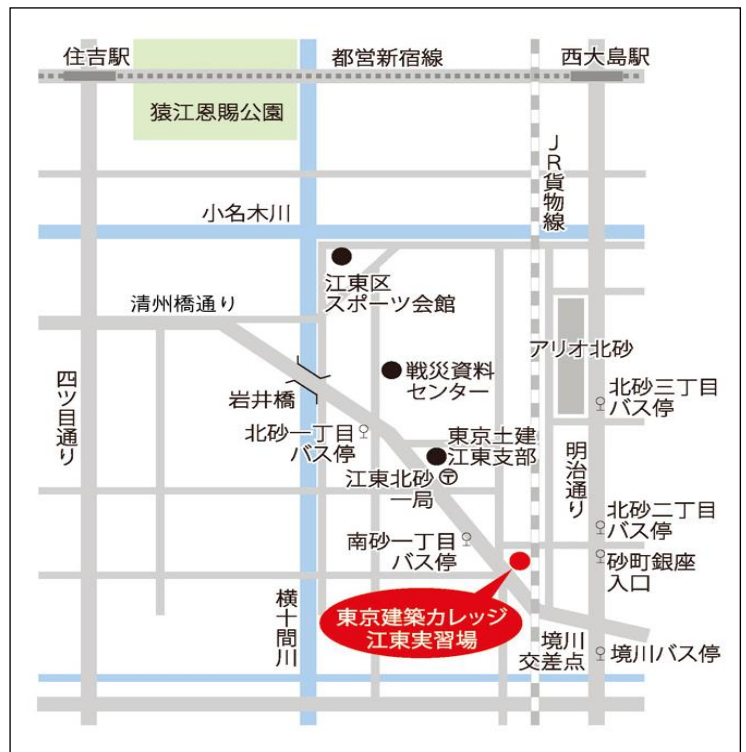 住吉駅
都営新宿線
西大島駅
猿江恩賜公園
JR貨物線
小名木川
江東区
スポーツ会館
清州橋通り
アリオ北砂
戦災資料
センター
四ツ目通り
岩井橋
北砂三丁目
バス停
北砂一丁目
バス停
東京土建
江東支部
明治通り
江東北砂
一局
〒
北砂二丁目
バス停
南砂一丁目
バス停
砂町銀座
入口
横十間川
東京建築カレッジ
江東実習場
境川
交差点
境川バス停